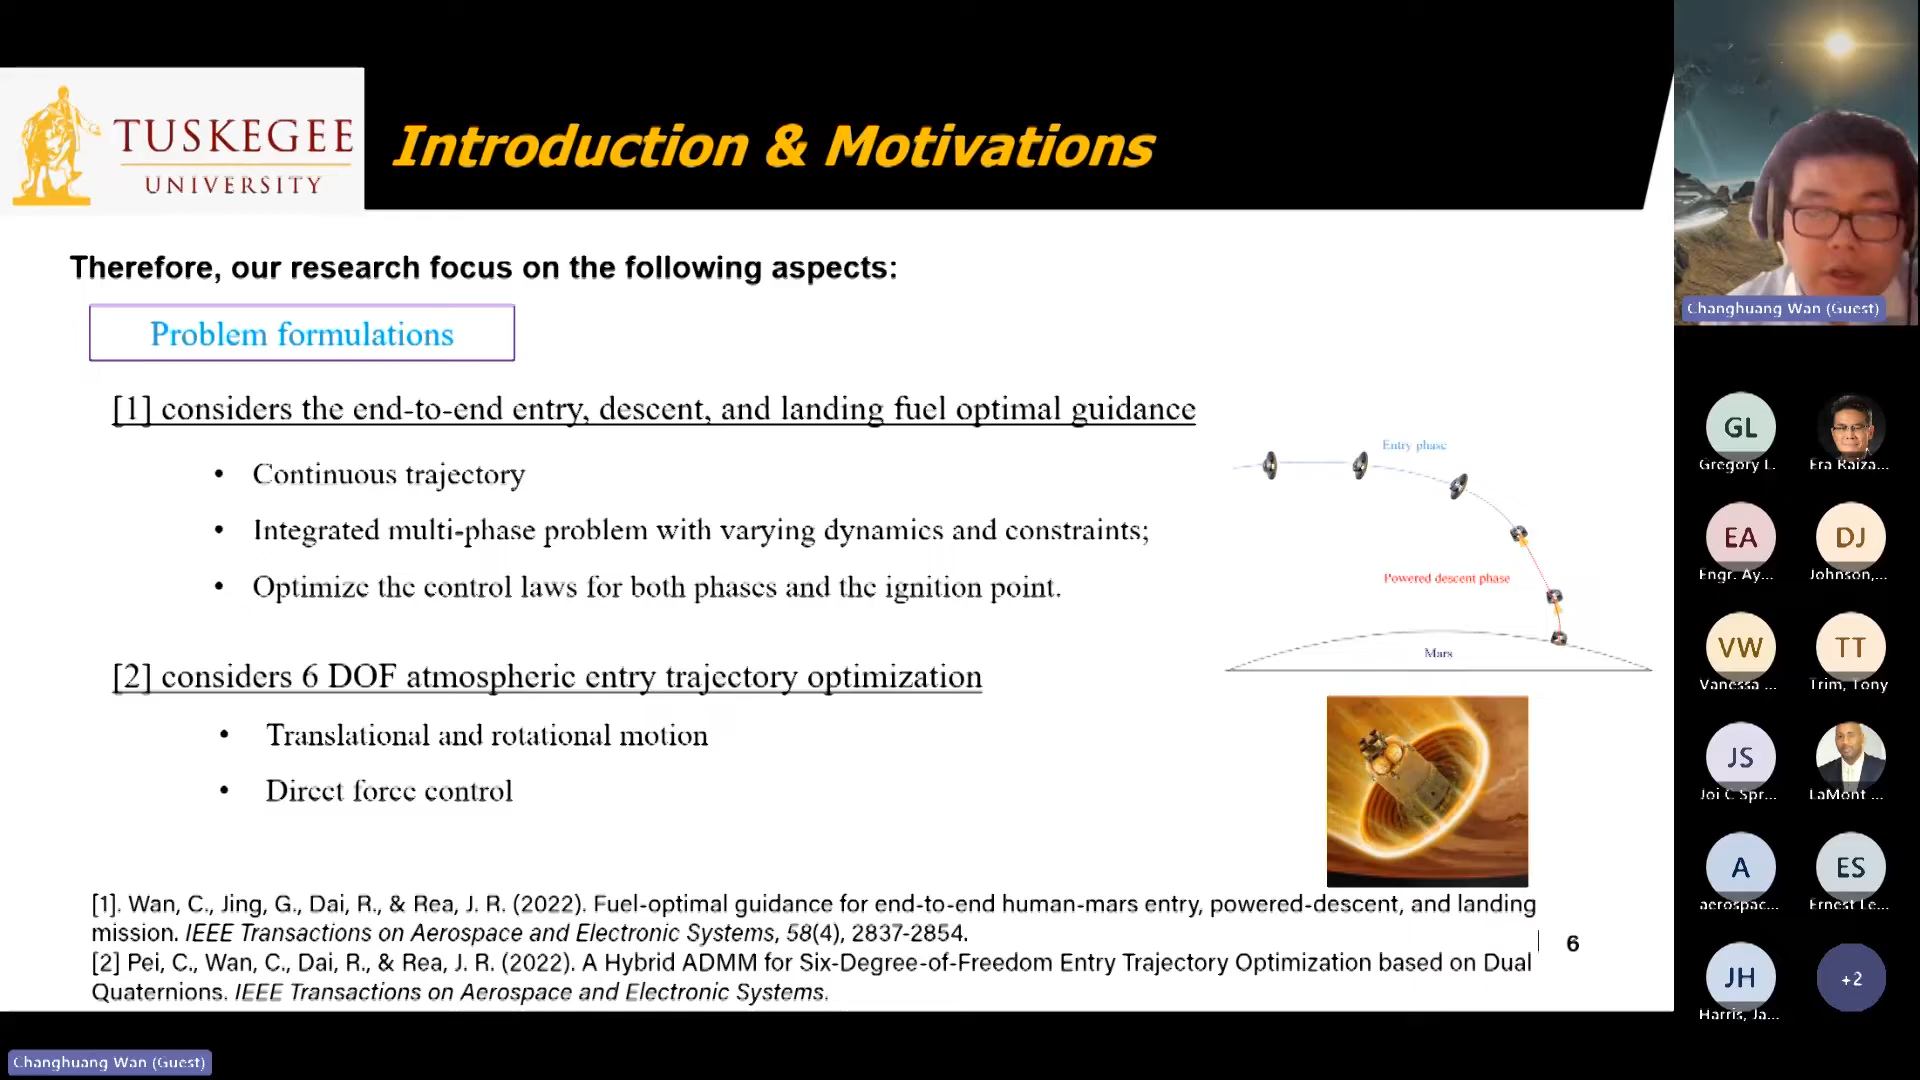 TUSKEGEE
UNIVERSITY
Introduction & Motivations
Therefore, our research focus on the following aspects:
Problem formulations
[1] considers the end-to-end entry, descent, and landing fuel optimal guidance
• Continuous trajectory
• Integrated multi-phase problem with varying dynamics and constraints;
• Optimize the control laws for both phases and the ignition point.
[2] considers 6 DOF atmospheric entry trajectory optimization
• Translational and rotational motion
• Direct force control
Entry phase
Powered descent phase
Mars
[1]. Wan, C., Jing, G., Dai, R., & Rea, J. R. (2022). Fuel-optimal guidance for end-to-end human-mars entry, powered-descent, and landing
mission. IEEE Transactions on Aerospace and Electronic Systems, 58(4), 2837-2854.
[2] Pei, C., Wan, C., Dai, R., & Rea, J. R. (2022). A Hybrid ADMM for Six-Degree-of-Freedom Entry Trajectory Optimization based on Dual
Quaternions. IEEE Transactions on Aerospace and Electronic Systems.
6
Changhuang Wan (Guest)
GL
Gregory L.
Era Raiza...
EA
Engr. Ay...
DJ
Johnson,...
VW
Vanessa ...
TT
Trim, Tony
JS
Joi C Spr...
LaMont ...
A
aerospac...
ES
Ernest Le...
JH
Harris, Ja...
+2
Changhuang Wan (Guest)